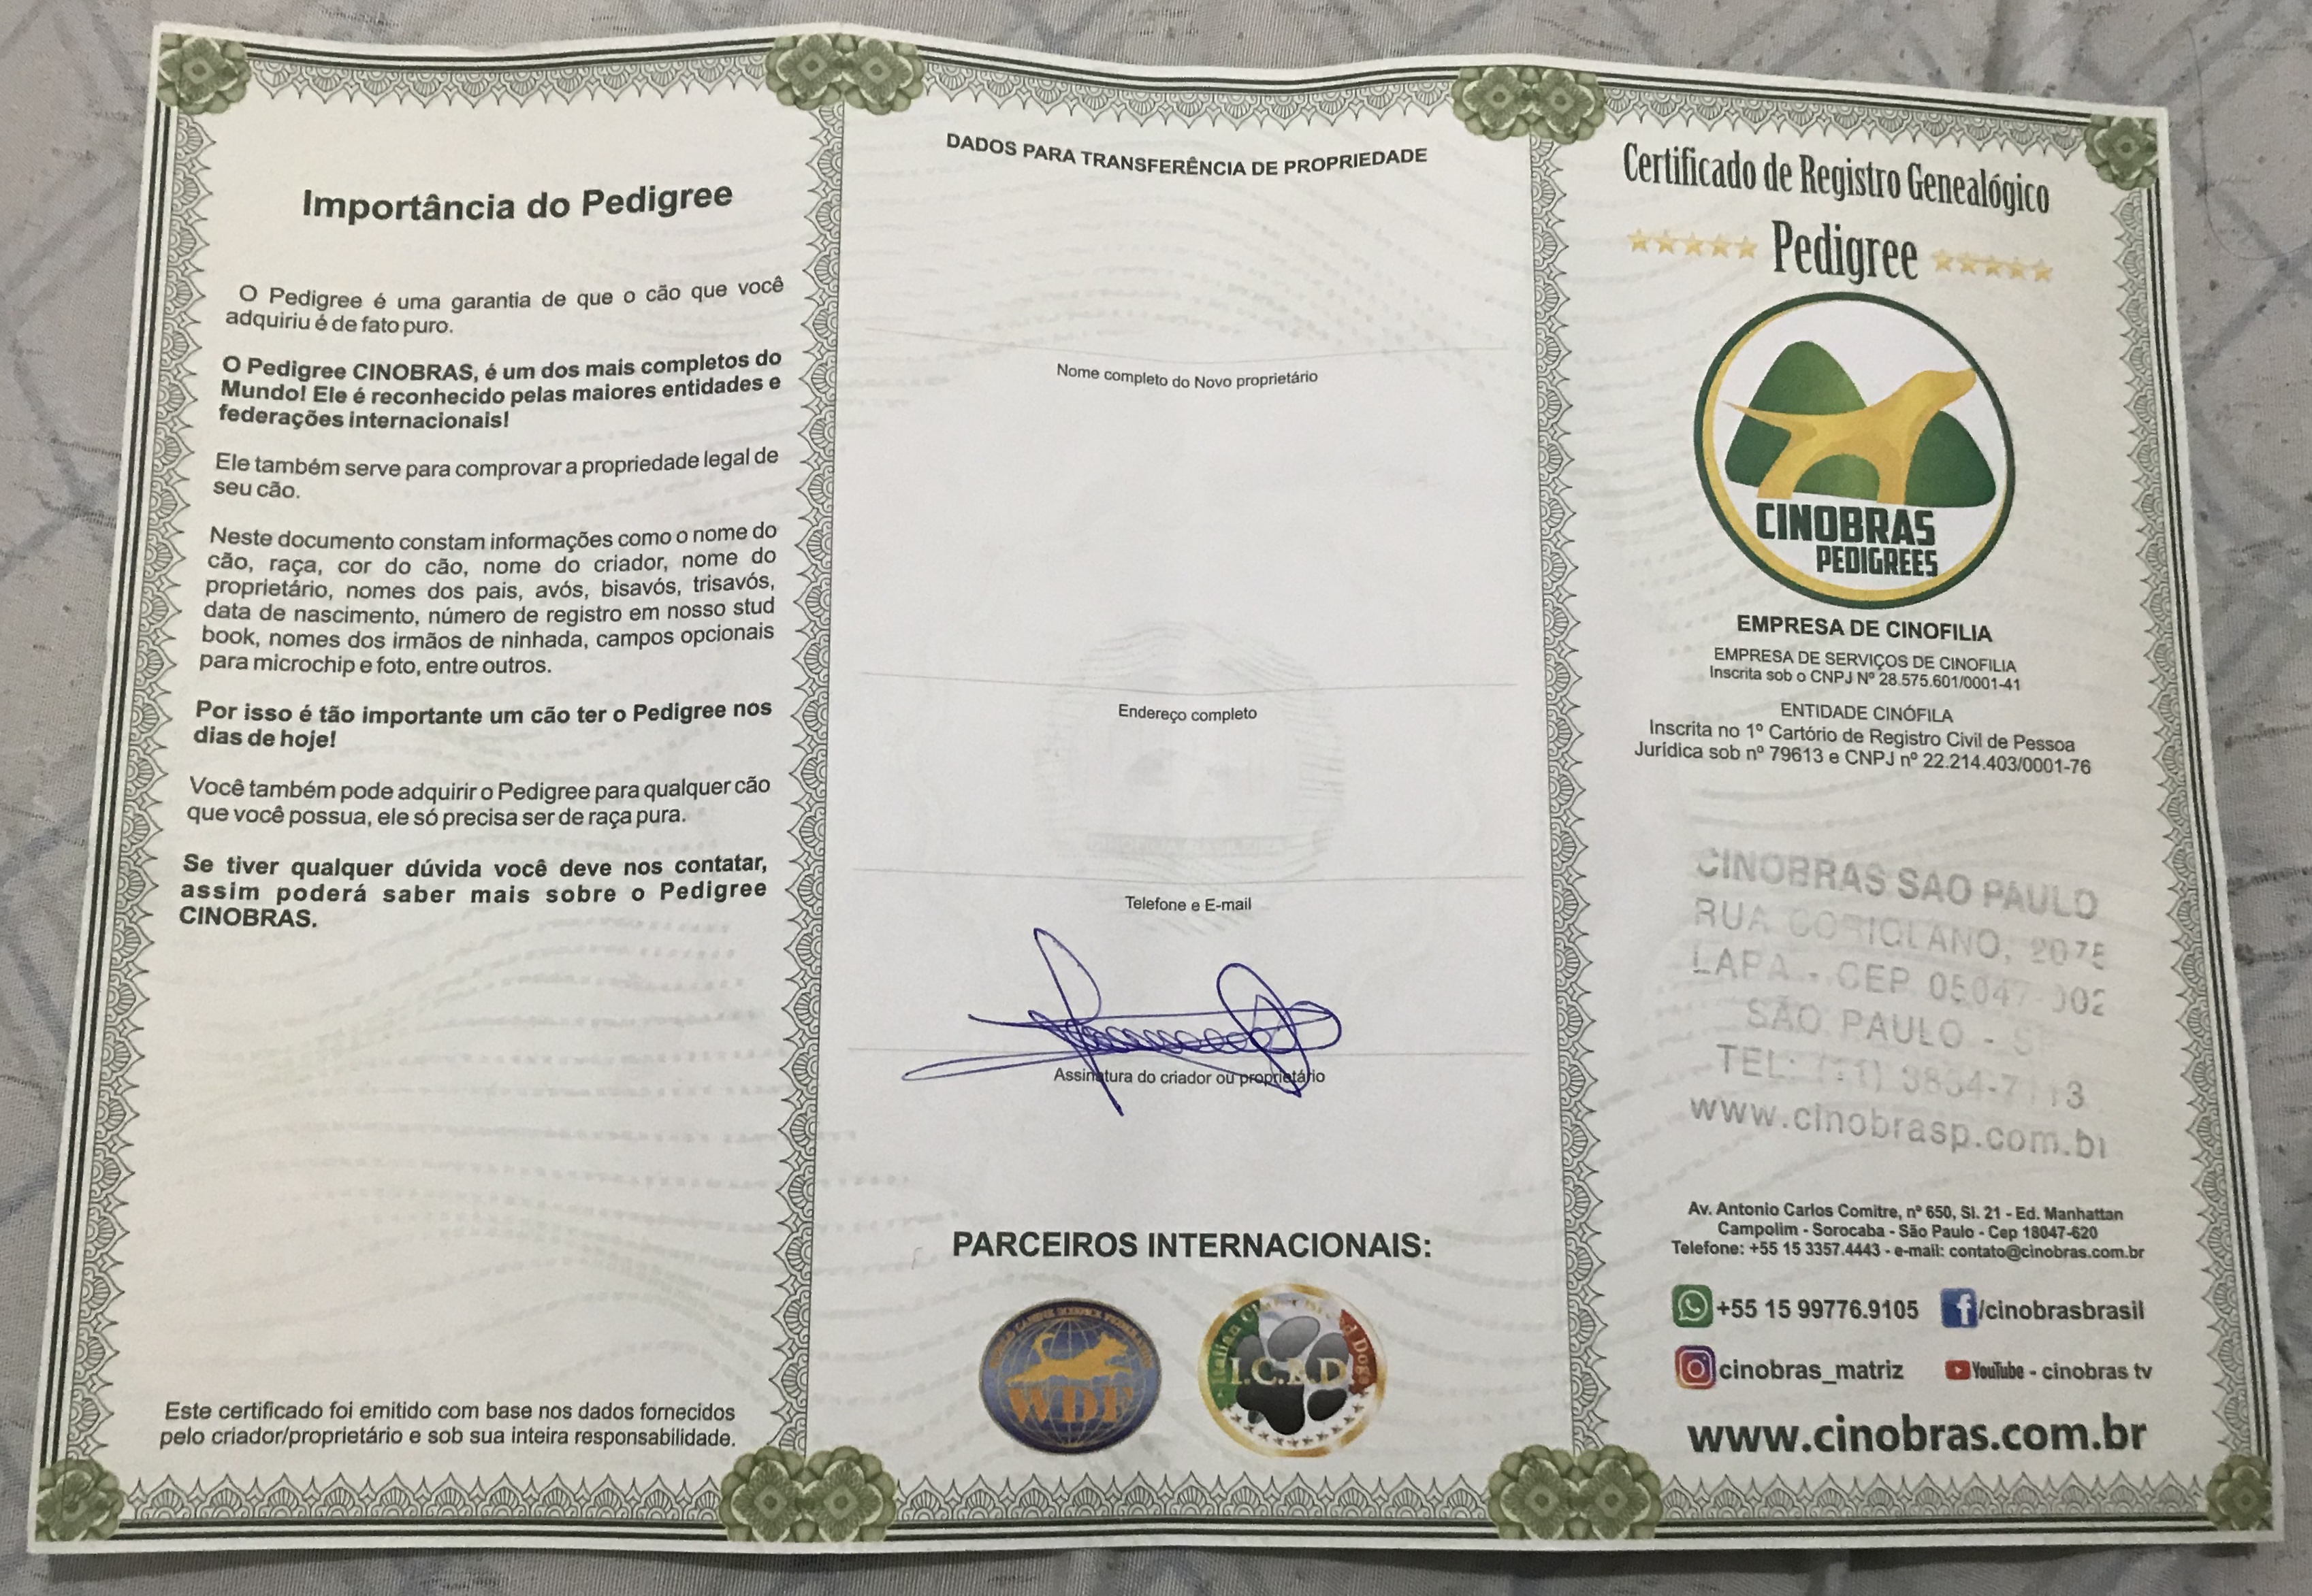 Importância do Pedigree
O Pedigree é uma garantia de que o cão que você
adquiriu é de fato puro.
O Pedigree CINOBRAS, é um dos mais completos do
Mundo! Ele é reconhecido pelas maiores entidades e
federações internacionais!
Ele também serve para comprovar a propriedade legal de
seu cão.
Neste documento constam informações como o nome do
cão, raça, cor do cão, nome do criador, nome do
proprietário, nomes dos pais, avós, bisavós, trisavós,
data de nascimento, número de registro em nosso stud
book, nomes dos irmãos de ninhada, campos opcionais
para microchip e foto, entre outros.
Por isso é tão importante um cão ter o Pedigree nos
dias de hoje!
Você também pode adquirir o Pedigree para qualquer cão
que você possua, ele só precisa ser de raça pura.
Se tiver qualquer dúvida você deve nos contatar,
assim poderá saber mais sobre o Pedigree
CINOBRAS.
Este certificado foi emitido com base nos dados fornecidos
pelo criador/proprietário e sob sua inteira responsabilidade.
DADOS PARA TRANSFERÊNCIA DE PROPRIEDADE
Nome completo do Novo proprietário
Endereço completo
Telefone e E-mail
Assinatura do criador ou proprietário
PARCEIROS INTERNACIONAIS:
WDF
I.C.B.D
Certificado de Registro Genealógico
Pedigree
CINOBRAS
PEDIGREES
EMPRESA DE CINOFILIA
EMPRESA DE SERVIÇOS DE CINOFILIA
Inscrita sob o CNPJ Nº 28.575.601/0001-41
ENTIDADE CINÓFILA
Inscrita no 1º Cartório de Registro Civil de Pessoa
Jurídica sob nº 79613 e CNPJ nº 22.214.403/0001-76
CINOBRAS SAO PAULO
RUA CORIOLANO, 2075
LAPA - CEP 05047-002
SÃO PAULO - S
TEL: (11)
www.cinobrasp.com.br
Av. Antonio Carlos Comitre, nº 650, Sl. 21 - Ed. Manhattan
Campolim - Sorocaba - São Paulo - Cep 18047-620
Telefone: +55 15 3357.4443 - e-mail: contato@cinobras.com.br
+55 15 99776.9105 /cinobrasbrasil
cinobras_matriz YouTube - cinobras tv
www.cinobras.com.br